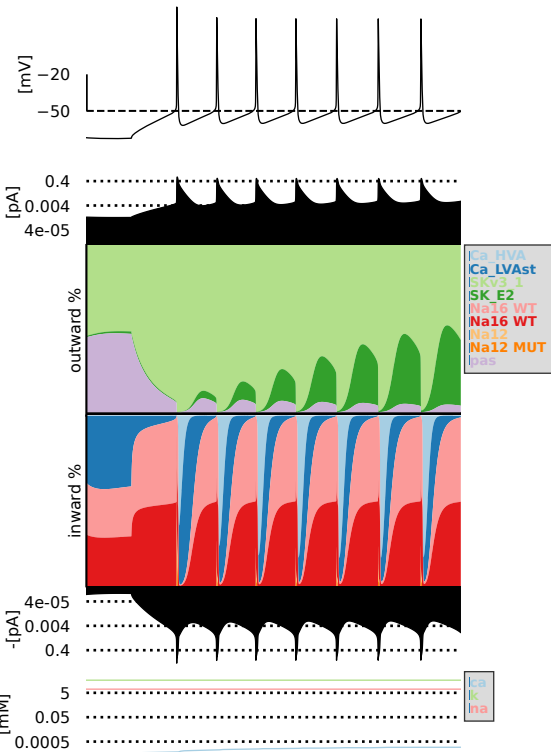 [mV]
−20
−50
[pA]
0.4
0.004
4e-05
outward %
Ca_HVA
Ca_LVAst
SKv3_1
SK_E2
Na16 WT
Na16 WT
Na12
Na12 MUT
pas
inward %
-[pA]
4e-05
0.004
0.4
[mM]
5
0.05
0.0005
ca
k
na